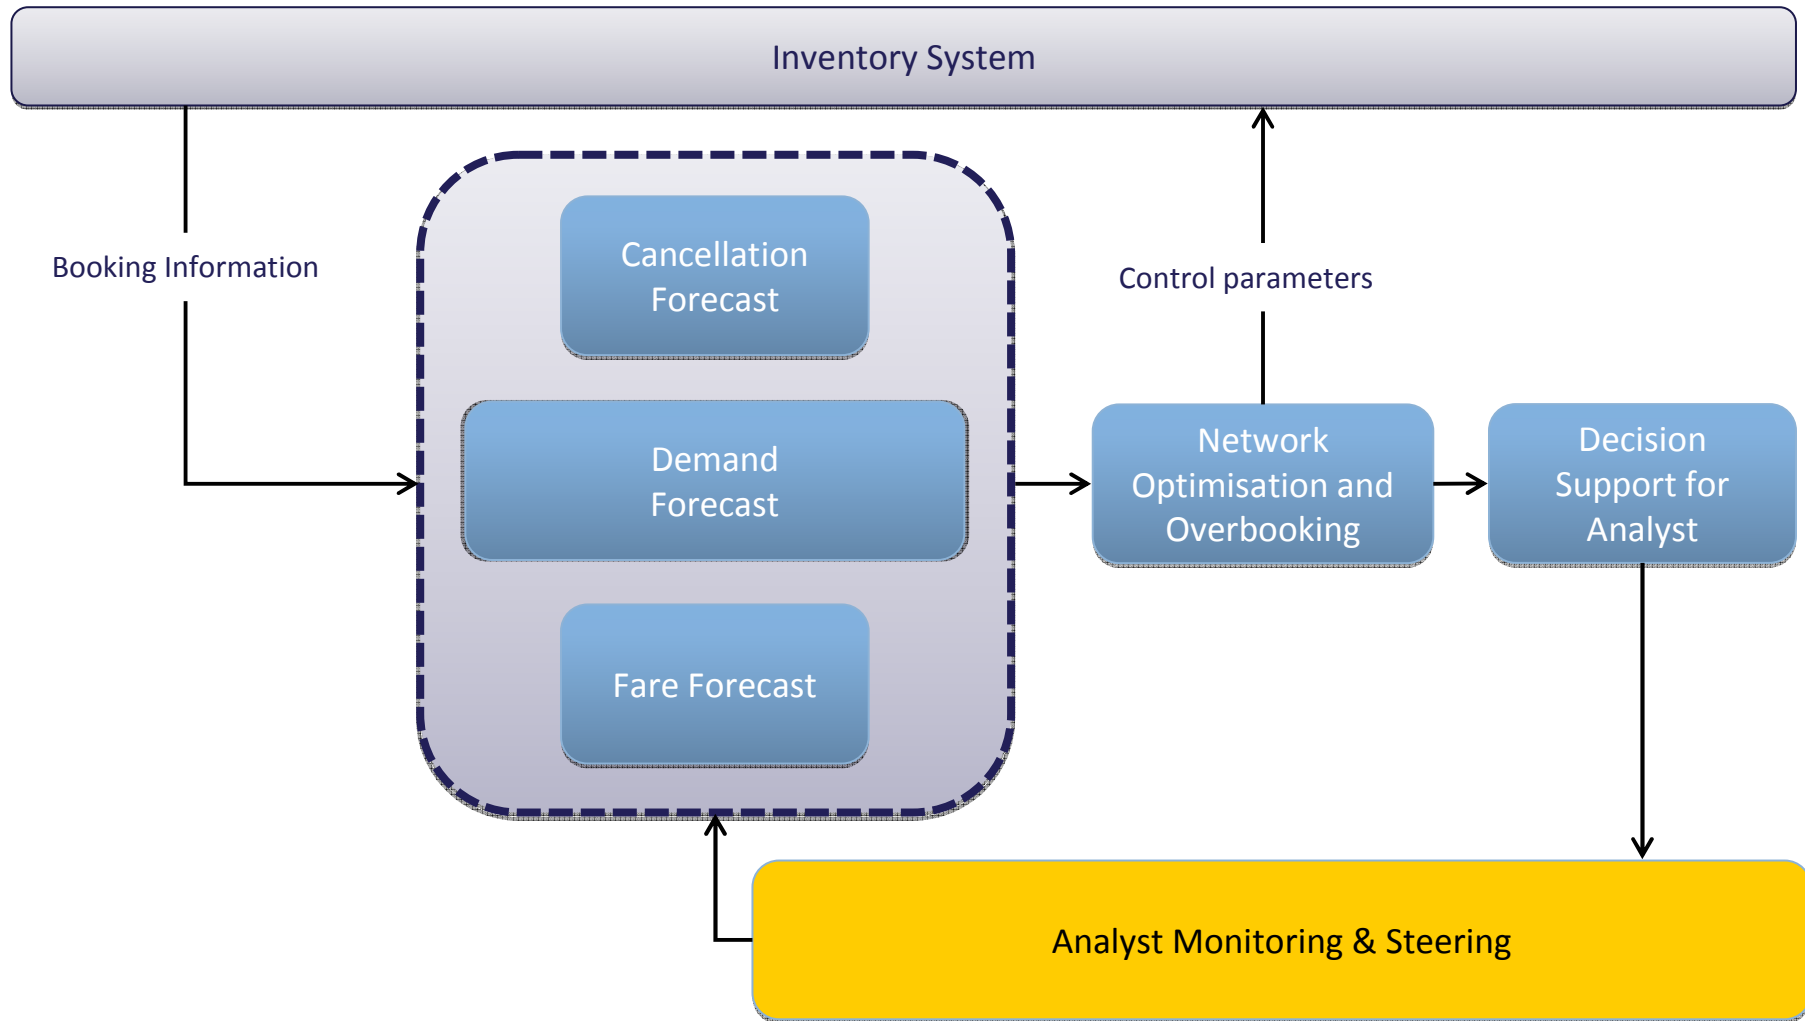 Inventory System
Booking Information
Cancellation
Forecast
Control parameters
Demand
Forecast
Network
Optimisation and
Overbooking
Decision
Support for
Analyst
Fare Forecast
Analyst Monitoring & Steering